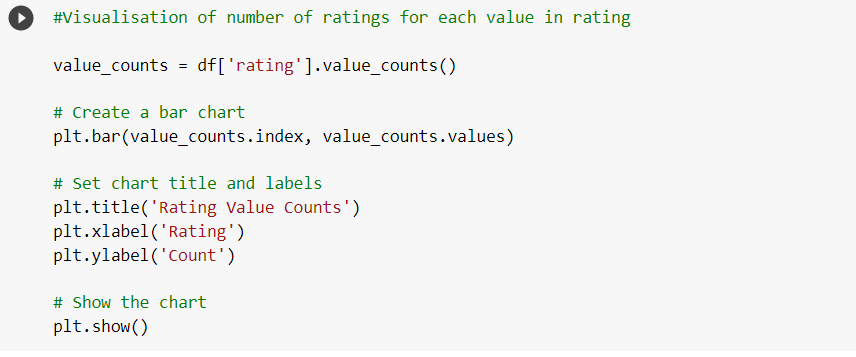 #Visualisation of number of ratings for each value in rating
value_counts = df['rating'].value_counts()
# Create a bar chart
plt.bar(value_counts.index, value_counts.values)
# Set chart title and labels
plt.title('Rating Value Counts')
plt.xlabel('Rating')
plt.ylabel('Count')
# Show the chart
plt.show()